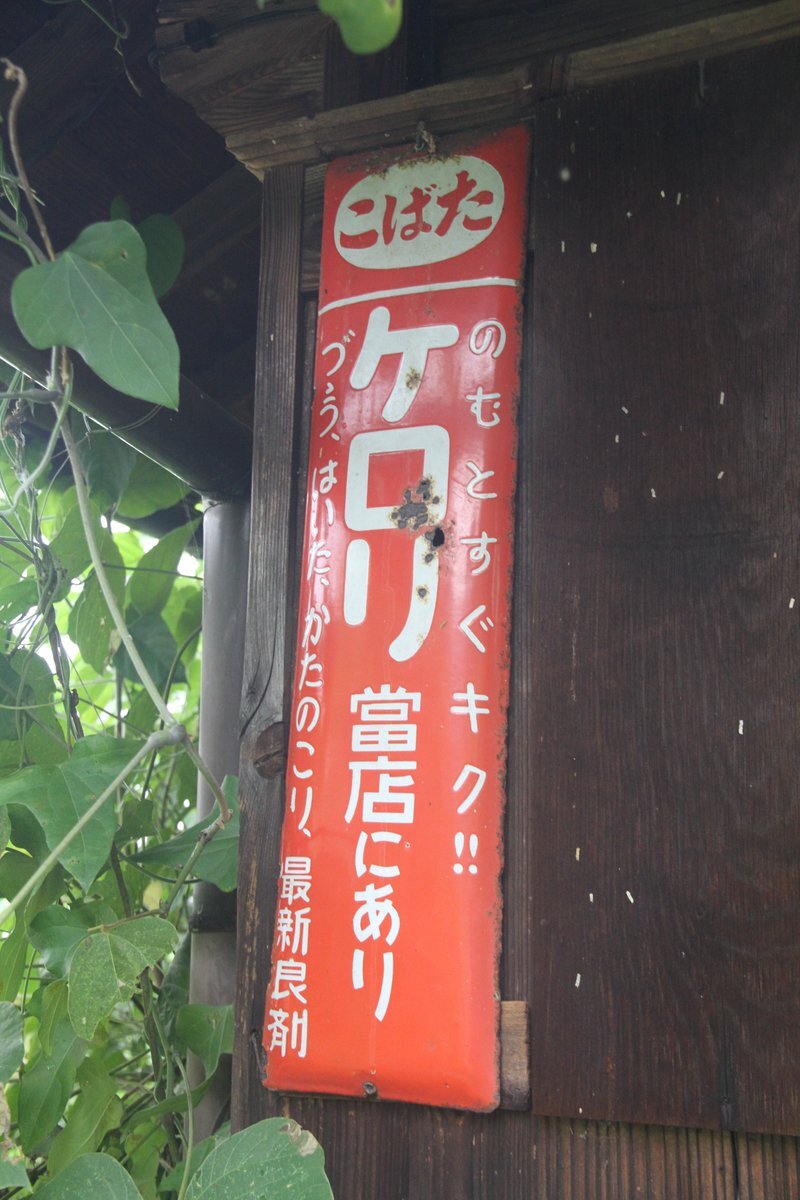 こばた
のむとすぐキク!!
ケロリ
當店にあり
づゝう、はいた、かたのこり、最新良剤